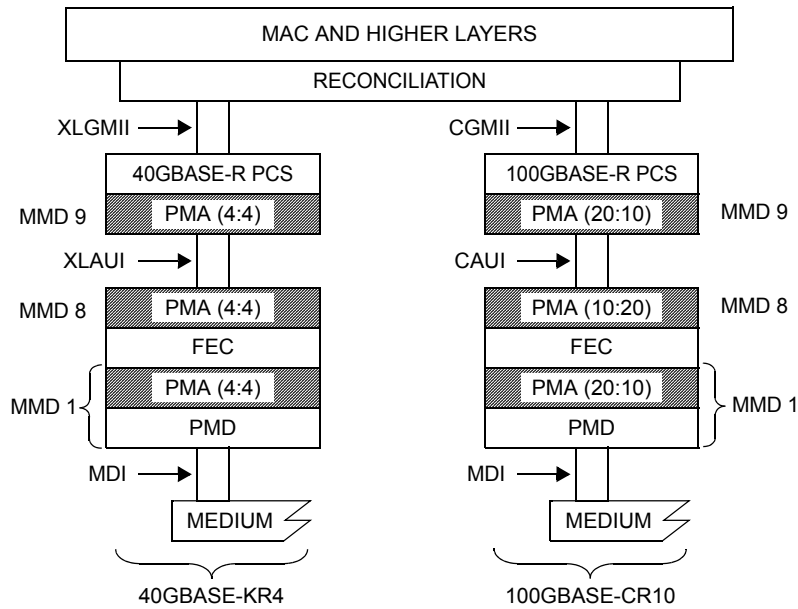 MAC AND HIGHER LAYERS
RECONCILIATION
XLGMII
CGMII
40GBASE-R PCS
100GBASE-R PCS
MMD 9
PMA (4:4)
PMA (20:10)
MMD 9
XLAUI
CAUI
MMD 8
PMA (4:4)
PMA (10:20)
MMD 8
FEC
FEC
MMD 1
PMA (4:4)
PMA (20:10)
MMD 1
PMD
PMD
MDI
MDI
MEDIUM
MEDIUM
40GBASE-KR4
100GBASE-CR10